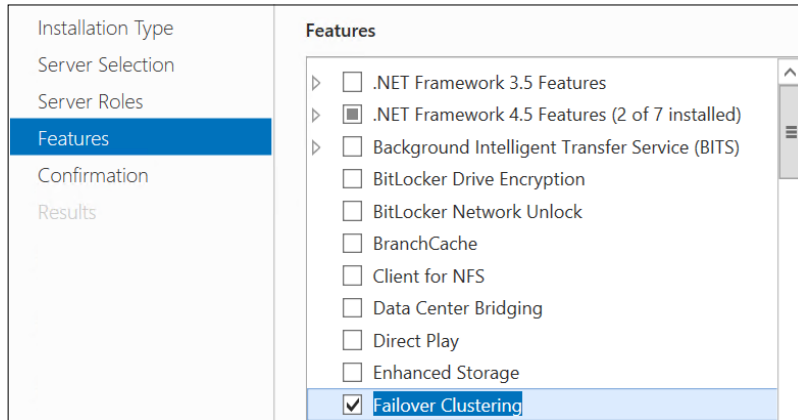 Installation Type
Server Selection
Server Roles
Features
Confirmation
Results
Features
.NET Framework 3.5 Features
.NET Framework 4.5 Features (2 of 7 installed)
Background Intelligent Transfer Service (BITS)
BitLocker Drive Encryption
BitLocker Network Unlock
BranchCache
Client for NFS
Data Center Bridging
Direct Play
Enhanced Storage
Failover Clustering